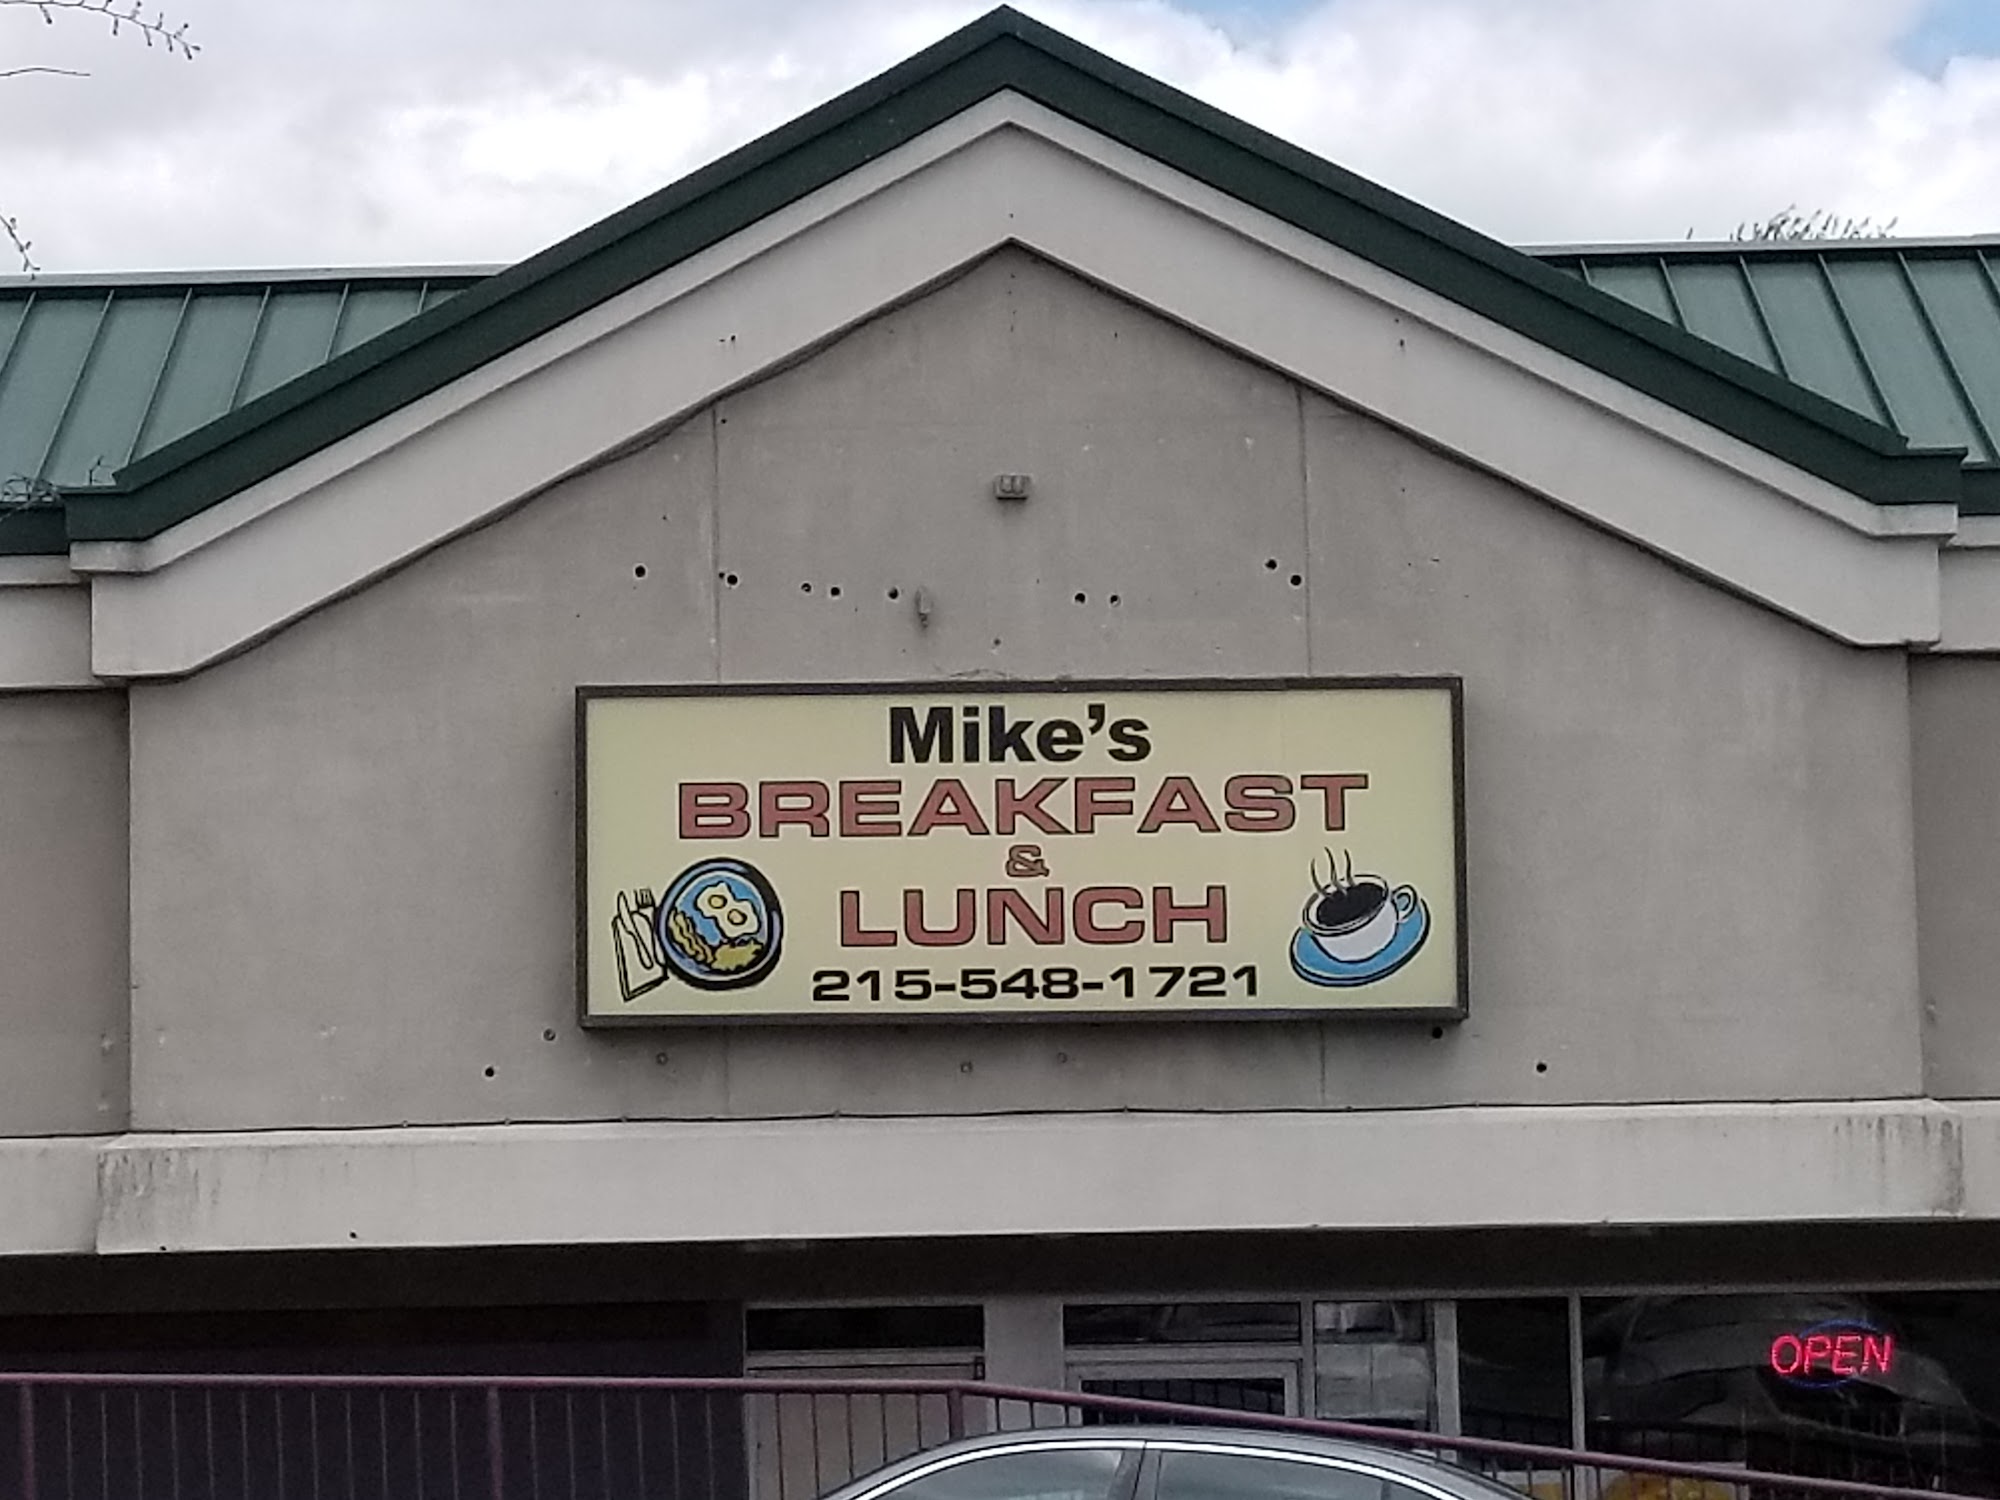 Mike's
BREAKFAST
&
LUNCH
215-548-1721
OPEN